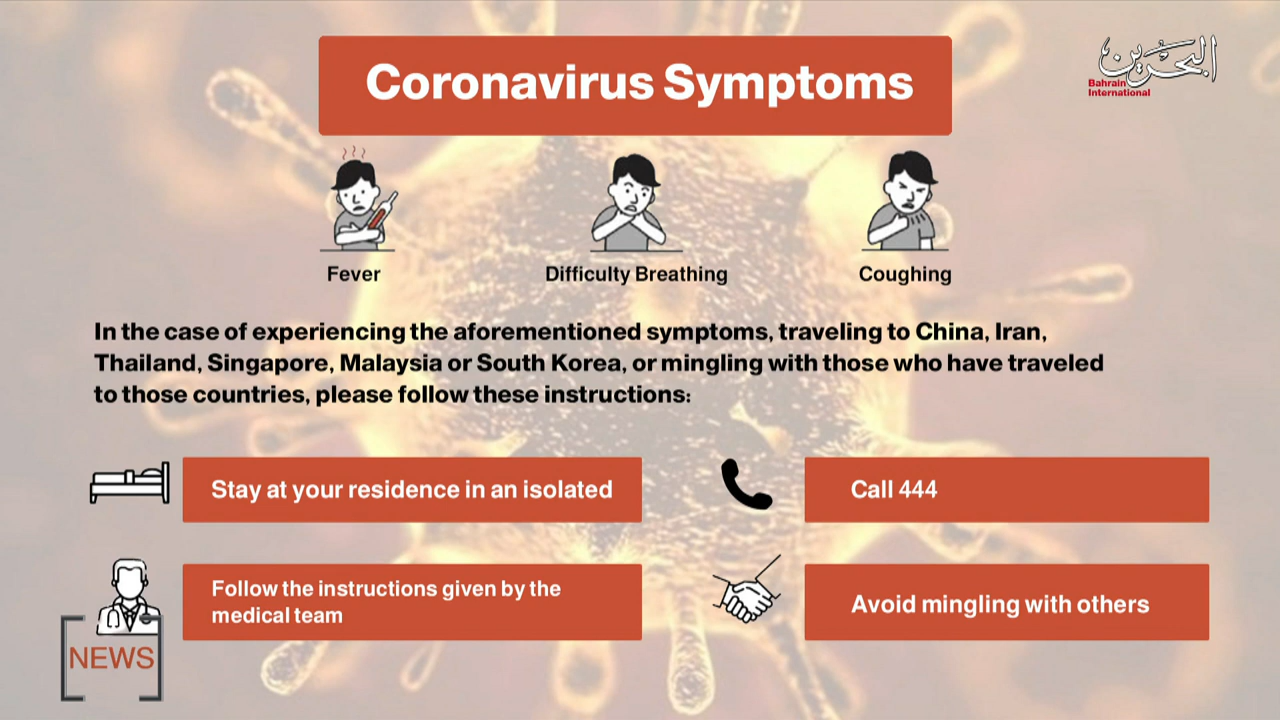 Coronavirus Symptoms
البحرين
Bahrain
International
Fever
Difficulty Breathing
Coughing
In the case of experiencing the aforementioned symptoms, traveling to China, Iran,
Thailand, Singapore, Malaysia or South Korea, or mingling with those who have traveled
to those countries, please follow these instructions:
Stay at your residence in an isolated
Call 444
Follow the instructions given by the
medical team
Avoid mingling with others
NEWS